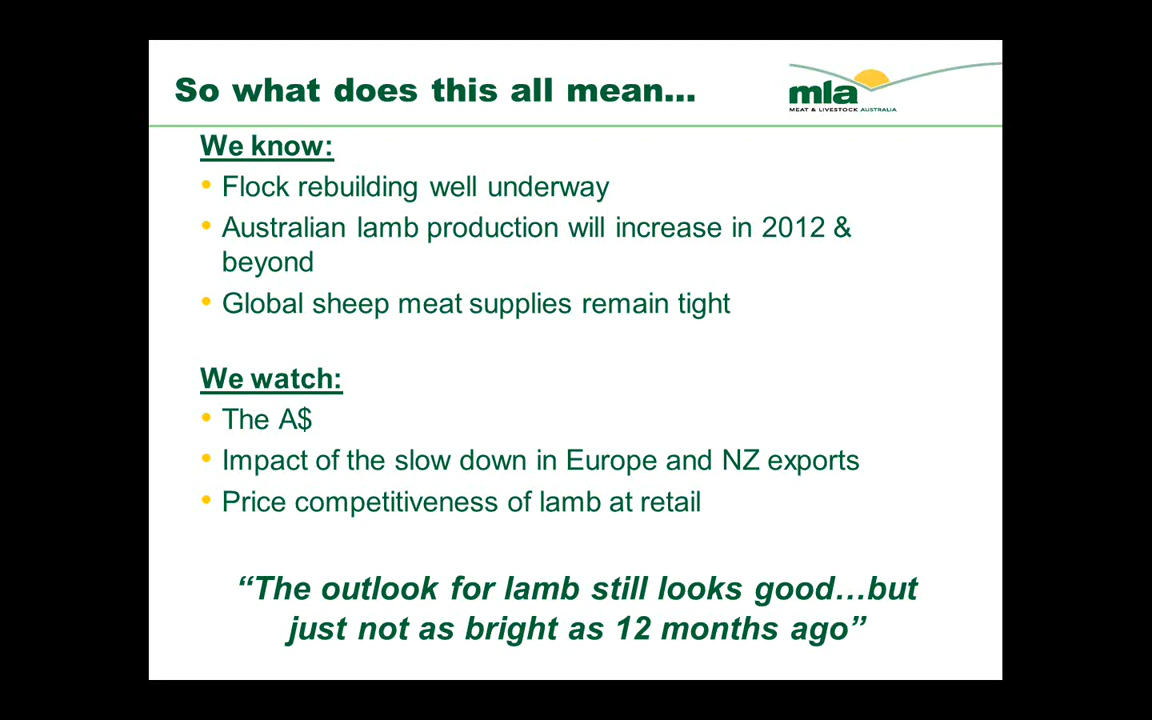 So what does this all mean...
mla
MEAT & LIVESTOCK AUSTRALIA
We know:
• Flock rebuilding well underway
• Australian lamb production will increase in 2012 &
beyond
• Global sheep meat supplies remain tight
We watch:
• The A$
• Impact of the slow down in Europe and NZ exports
• Price competitiveness of lamb at retail
“The outlook for lamb still looks good…but
just not as bright as 12 months ago”